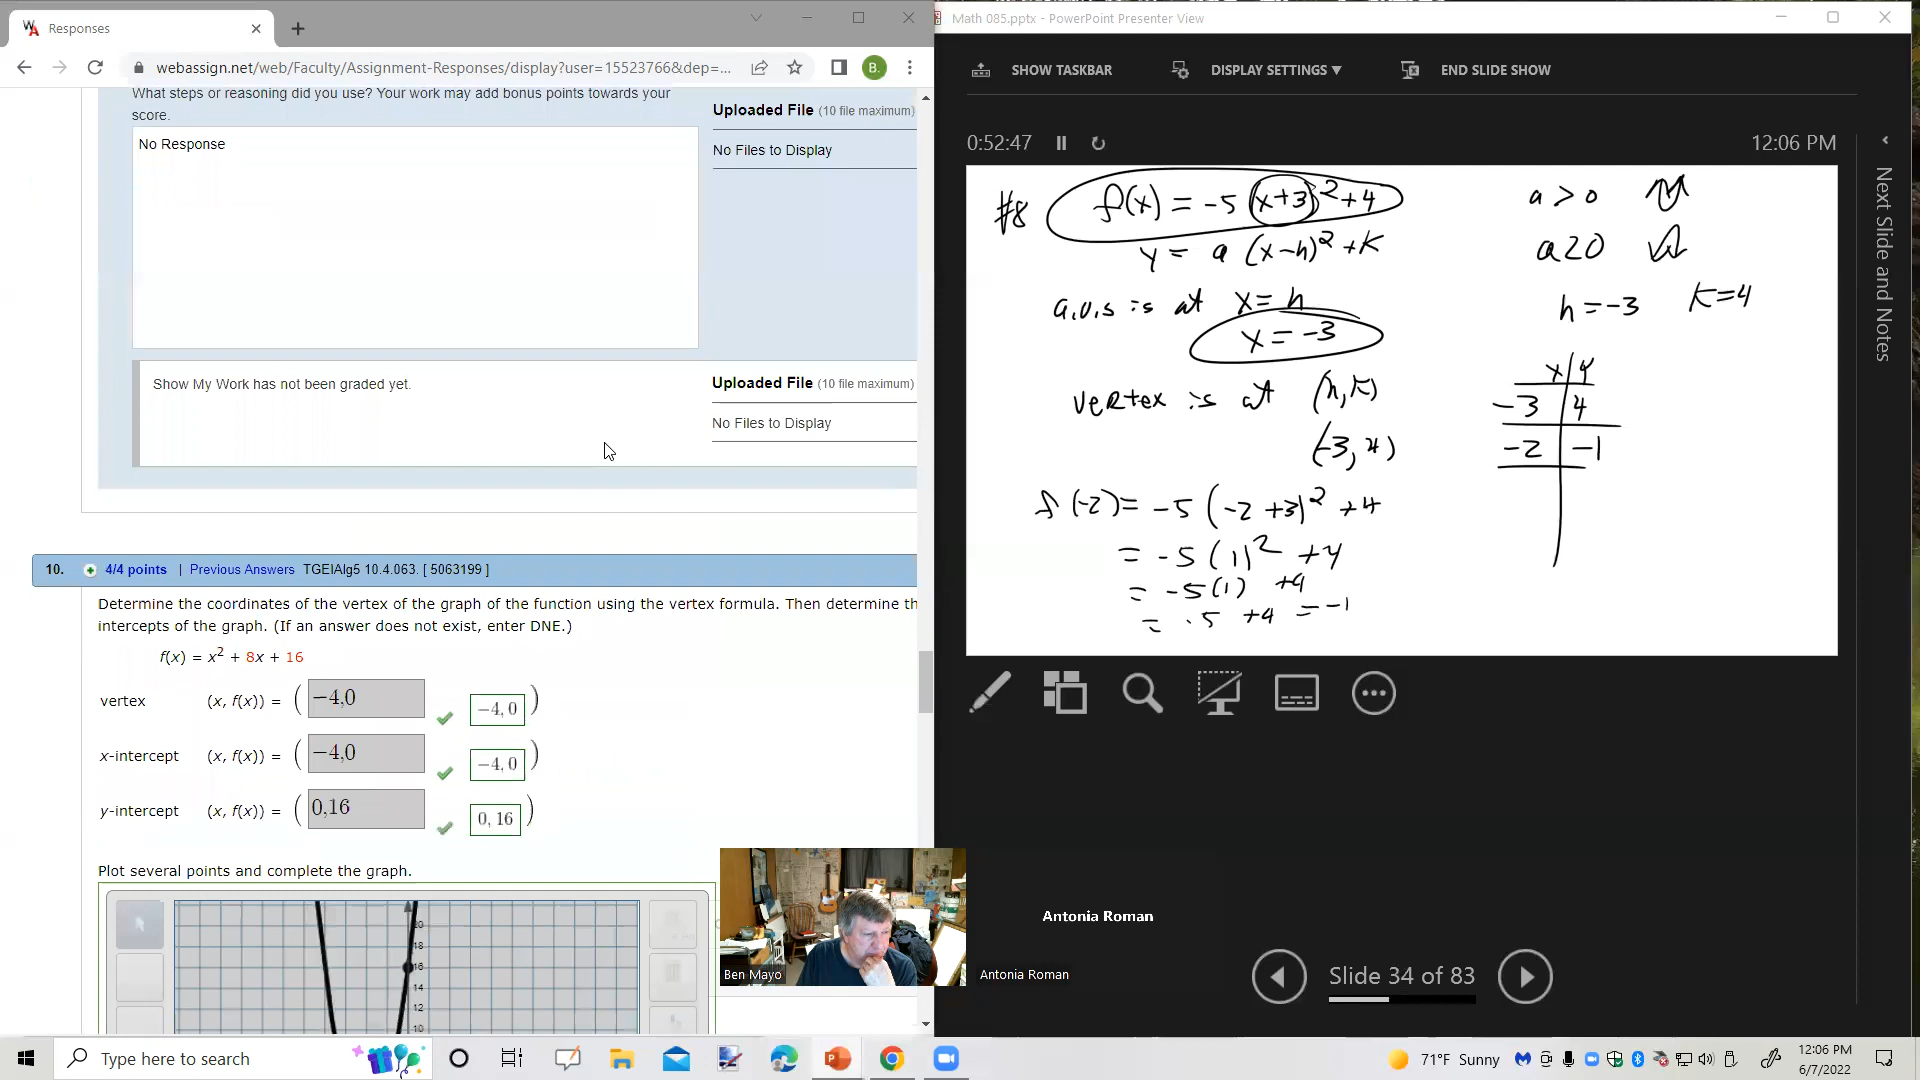 Responses
webassign.net/web/Faculty/Assignment-Responses/display?user=15523766&dep=...
B.
What steps or reasoning did you use? Your work may add bonus points towards your
score.
Uploaded File (10 file maximum)
No Response
No Files to Display
Show My Work has not been graded yet.
Uploaded File (10 file maximum)
No Files to Display
10. 4/4 points | Previous Answers TGEIAlg5 10.4.063. [ 5063199 ]
Determine the coordinates of the vertex of the graph of the function using the vertex formula. Then determine th
intercepts of the graph. (If an answer does not exist, enter DNE.)
f(x) = x² + 8x + 16
vertex (x, f(x)) = ( −4,0 −4, 0 )
x-intercept (x, f(x)) = ( −4,0 −4, 0 )
y-intercept (x, f(x)) = ( 0,16 0, 16 )
Plot several points and complete the graph.
20
18
16
14
12
10
Math 085.pptx - PowerPoint Presenter View
SHOW TASKBAR
DISPLAY SETTINGS ▼
END SLIDE SHOW
0:52:47
12:06 PM
#8 f(x) = -5 (x+3)² +4
y = a (x-h)² +k
a.o.s is at x = h
x = -3
vertex is at (h, k)
(-3, 4)
f(-2) = -5 (-2 +3)² +4
= -5 (1)² +4
= -5(1) +4
= -5 +4 = -1
a > 0
a < 0
h = -3 k = 4
x | y
-3 | 4
-2 | -1
Next Slide and Notes
Antonia Roman
Ben Mayo
Antonia Roman
Slide 34 of 83
Type here to search
71°F Sunny
12:06 PM
6/7/2022